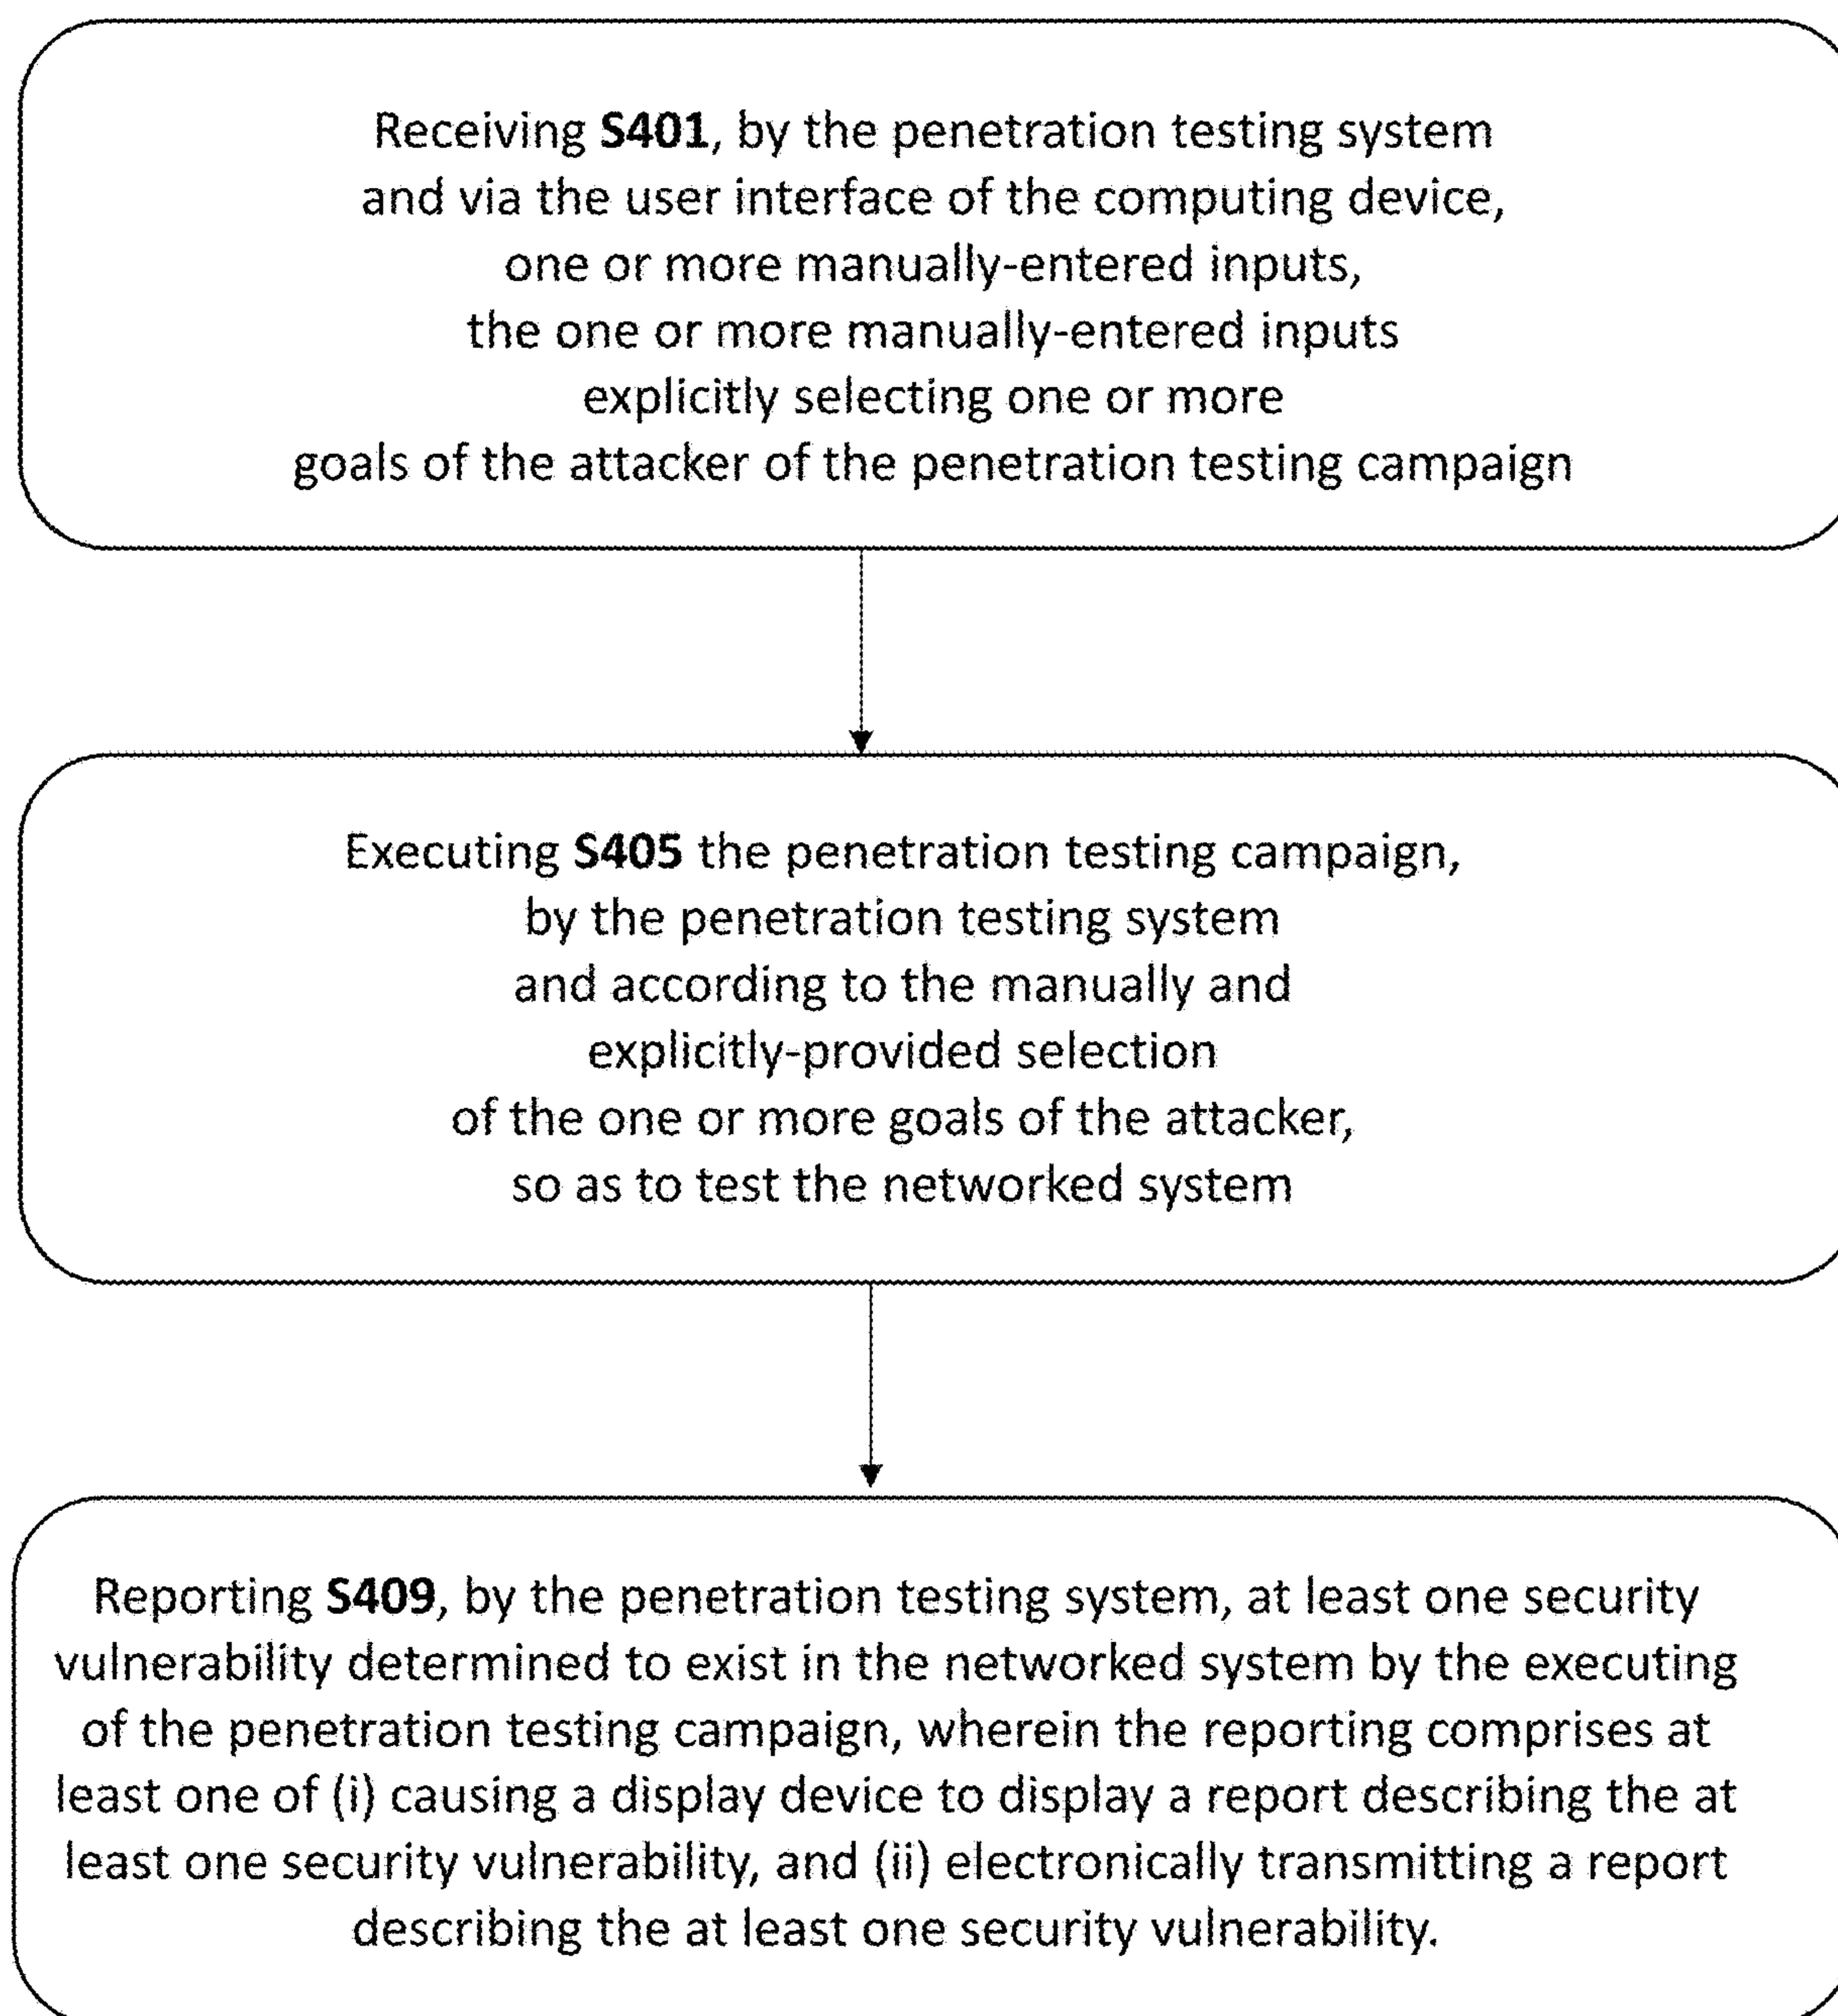 Receiving S401, by the penetration testing system
and via the user interface of the computing device,
one or more manually-entered inputs,
the one or more manually-entered inputs
explicitly selecting one or more
goals of the attacker of the penetration testing campaign
Executing S405 the penetration testing campaign,
by the penetration testing system
and according to the manually and
explicitly-provided selection
of the one or more goals of the attacker,
so as to test the networked system
Reporting S409, by the penetration testing system, at least one security
vulnerability determined to exist in the networked system by the executing
of the penetration testing campaign, wherein the reporting comprises at
least one of (i) causing a display device to display a report describing the at
least one security vulnerability, and (ii) electronically transmitting a report
describing the at least one security vulnerability.